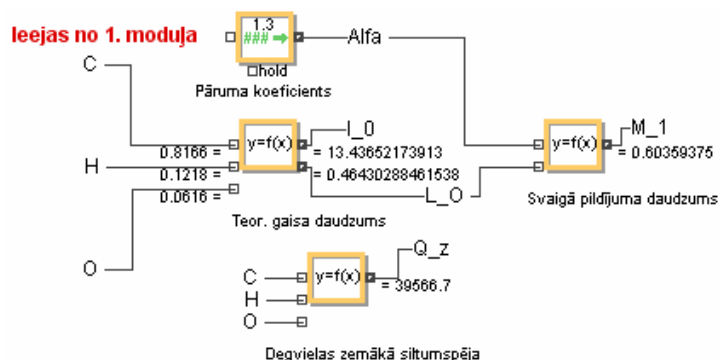 Ieejas no 1. moduļa
1.3
###
hold
Pāruma koeficients
Alfa
C
H
O
0.8166 =
0.1218 =
0.0616 =
y=f(x)
l_0
= 13.43652173913
= 0.46430288461538
L_O
Teor. gaisa daudzums
y=f(x)
M_1
= 0.60359375
Svaigā pildījuma daudzums
C
H
O
y=f(x)
Q_z
= 39566.7
Degvielas zemākā siltumspēja